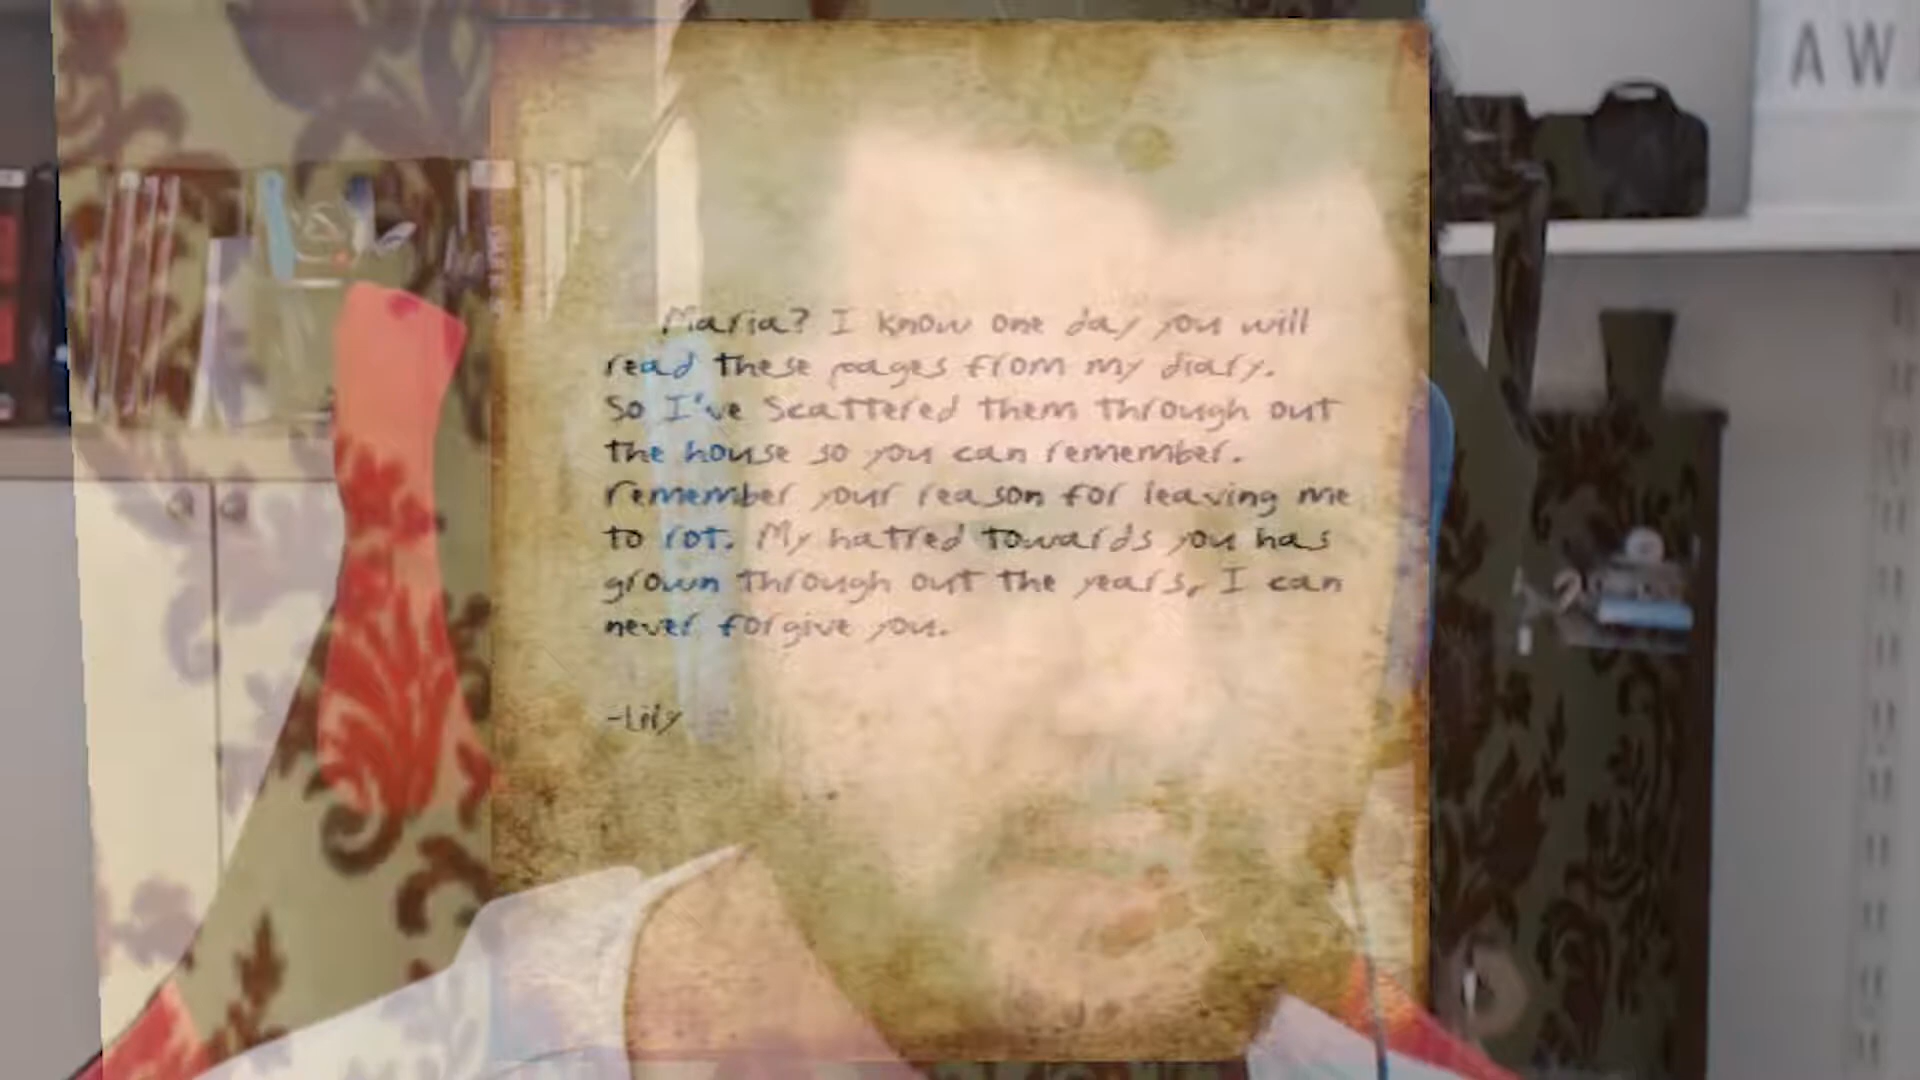 AW
Maria? I know one day you will
read these pages from my diary.
So I've scattered them through out
the house so you can remember.
remember your reason for leaving me
to rot. My hatred towards you has
grown through out the years, I can
never forgive you.
-Lily